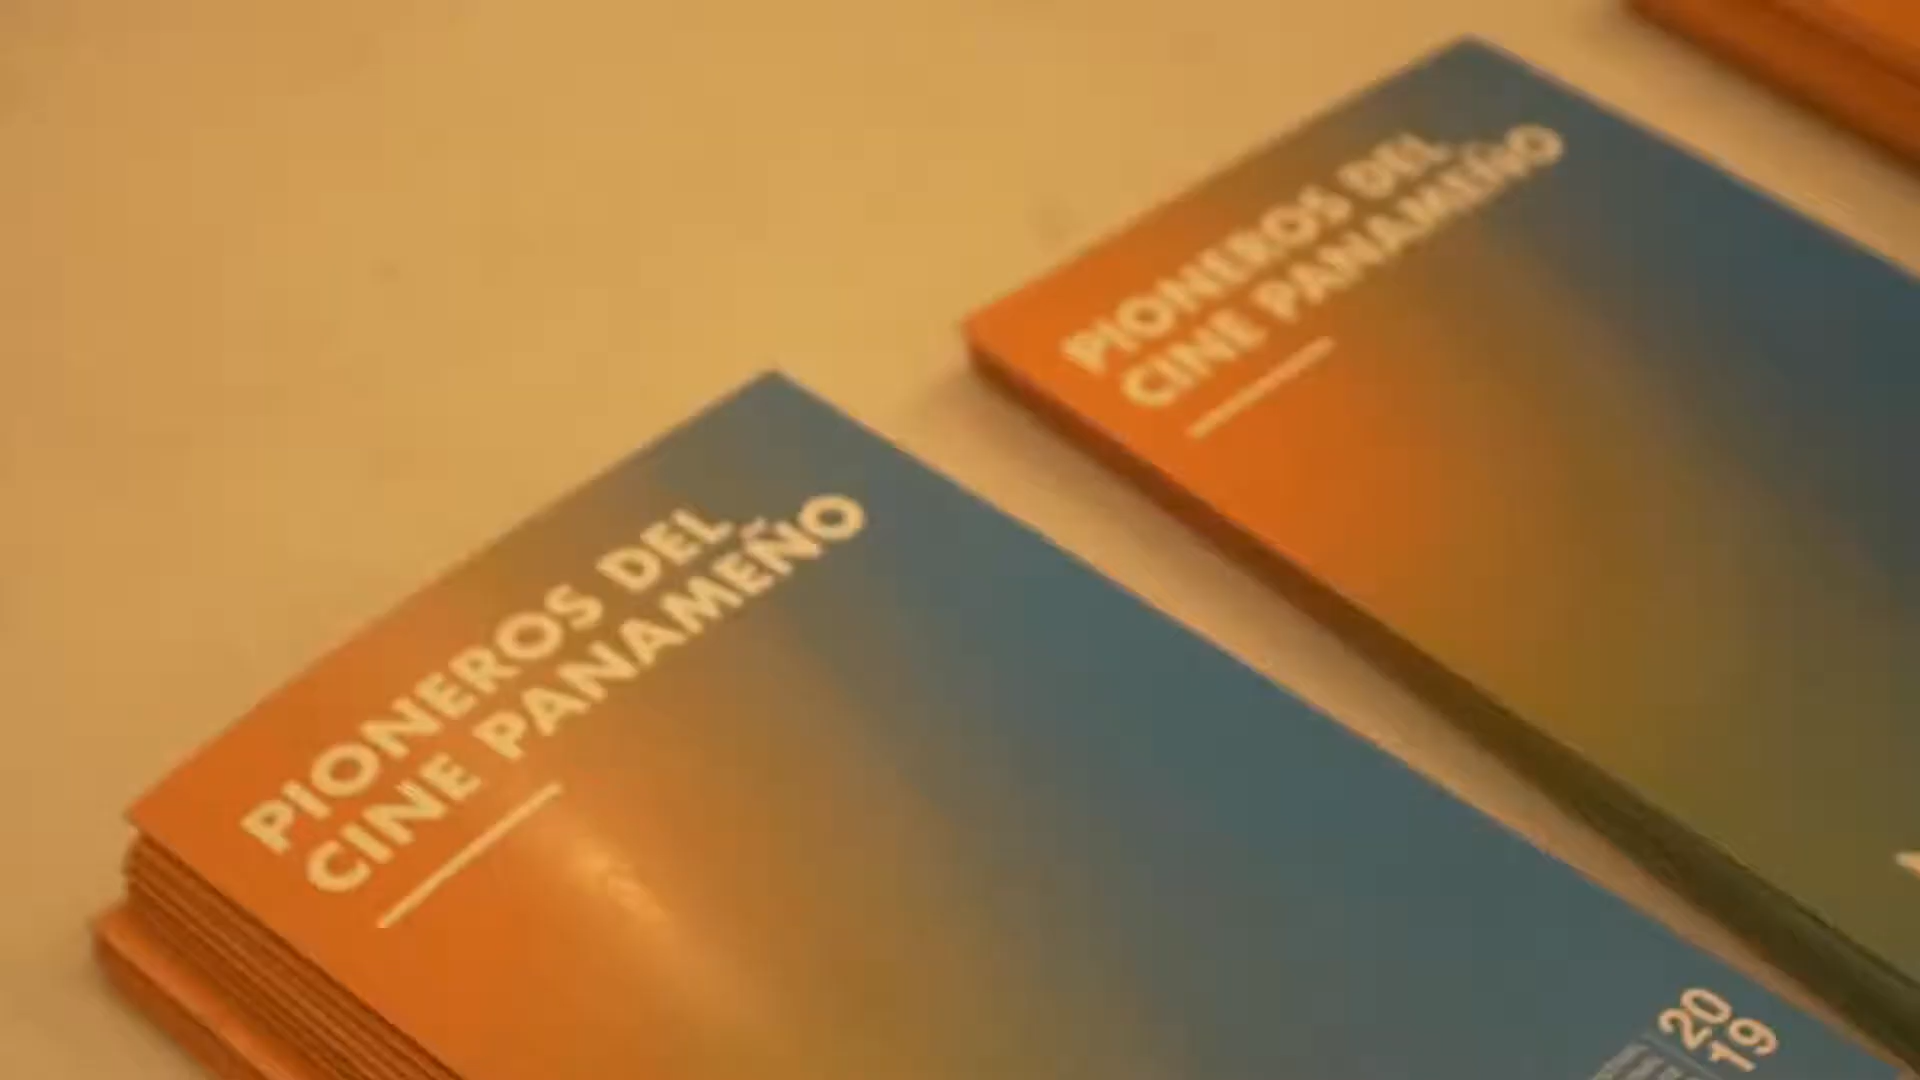 PIONEROS DEL
CINE PANAMEÑO
20
19
PIONEROS DEL
CINE PANAMEÑO